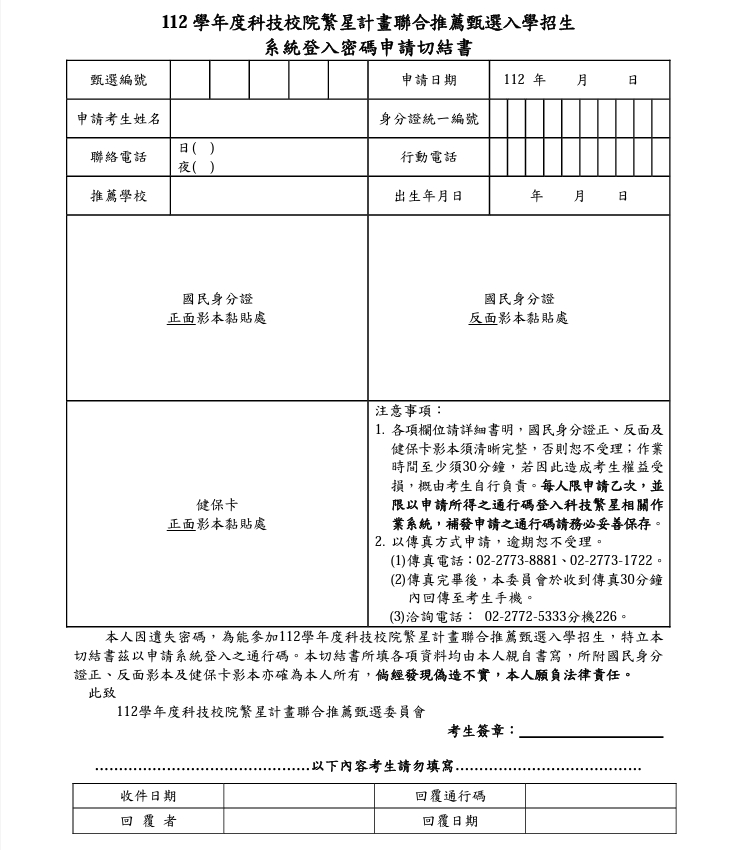 112 學年度科技校院繁星計畫聯合推薦甄選入學招生
系統登入密碼申請切結書
甄選編號
申請日期
112 年 月 日
申請考生姓名
身分證統一編號
聯絡電話
日( )
夜( )
行動電話
推薦學校
出生年月日
年 月 日
國民身分證
正面影本黏貼處
國民身分證
反面影本黏貼處
健保卡
正面影本黏貼處
注意事項：
1. 各項欄位請詳細書明，國民身分證正、反面及
健保卡影本須清晰完整，否則恕不受理；作業
時間至少須30分鐘，若因此造成考生權益受
損，概由考生自行負責。每人限申請乙次，並
限以申請所得之通行碼登入科技繁星相關作
業系統，補發申請之通行碼請務必妥善保存。
2. 以傳真方式申請，逾期恕不受理。
(1)傳真電話：02-2773-8881、02-2773-1722。
(2)傳真完畢後，本委員會於收到傳真30分鐘
內回傳至考生手機。
(3)洽詢電話： 02-2772-5333分機226。
本人因遺失密碼，為能參加112學年度科技校院繁星計畫聯合推薦甄選入學招生，特立本
切結書茲以申請系統登入之通行碼。本切結書所填各項資料均由本人親自書寫，所附國民身分
證正、反面影本及健保卡影本亦確為本人所有，倘經發現偽造不實，本人願負法律責任。
此致
112學年度科技校院繁星計畫聯合推薦甄選委員會
考生簽章：
以下內容考生請勿填寫
收件日期
回覆通行碼
回 覆 者
回覆日期